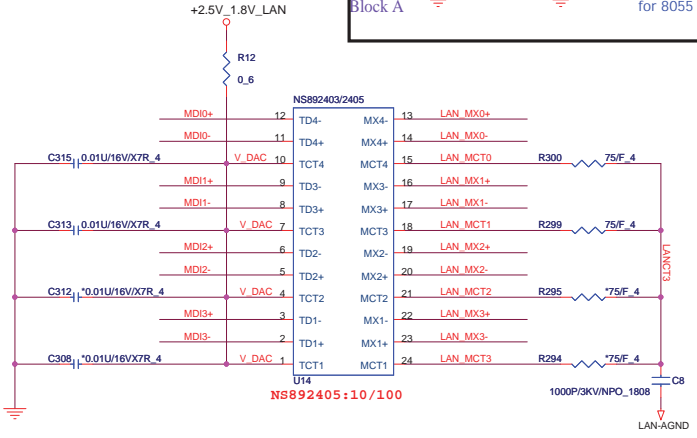 +2.5V_1.8V_LAN
Block A
for 8055
R12
0_6
NS892403/2405
MDI0+ 12 TD4- MX4- 13 LAN_MX0+
MDI0- 11 TD4+ MX4+ 14 LAN_MX0-
C315 0.01U/16V/X7R_4 V_DAC 10 TCT4 MCT4 15 LAN_MCT0 R300 75/F_4
MDI1+ 9 TD3- MX3- 16 LAN_MX1+
MDI1- 8 TD3+ MX3+ 17 LAN_MX1-
C313 0.01U/16V/X7R_4 V_DAC 7 TCT3 MCT3 18 LAN_MCT1 R299 75/F_4
MDI2+ 6 TD2- MX2- 19 LAN_MX2+
LANCT3
MDI2- 5 TD2+ MX2+ 20 LAN_MX2-
C312 *0.01U/16V/X7R_4 V_DAC 4 TCT2 MCT2 21 LAN_MCT2 R295 *75/F_4
MDI3+ 3 TD1- MX1- 22 LAN_MX3+
MDI3- 2 TD1+ MX1+ 23 LAN_MX3-
C308 *0.01U/16VX7R_4 V_DAC 1 TCT1 MCT1 24 LAN_MCT3 R294 *75/F_4
U14
C8
NS892405:10/100
1000P/3KV/NPO_1808
LAN-AGND